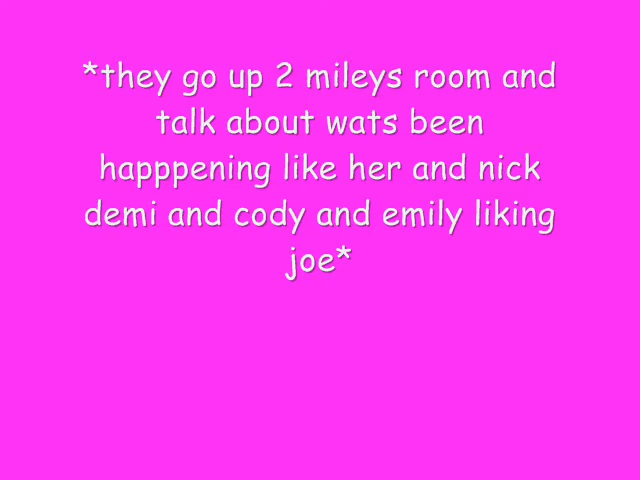 *they go up 2 mileys room and
talk about wats been
happpening like her and nick
demi and cody and emily liking
joe*